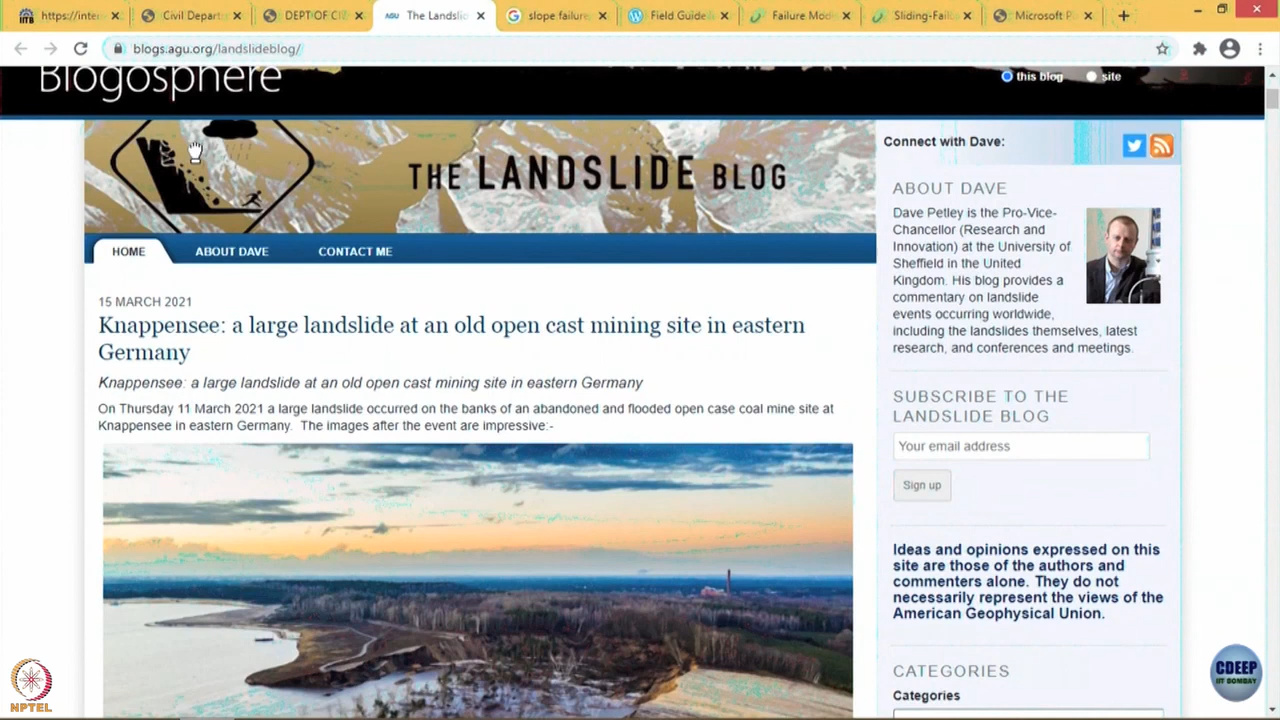 https://inter
Civil Depart
DEPT OF CI
AGU The Landslid
slope failure
Field Guide
Failure Mod
Sliding-Failu
Microsoft P
blogs.agu.org/landslideblog/
Blogosphere
this blog
site
THE LANDSLIDE BLOG
HOME
ABOUT DAVE
CONTACT ME
15 MARCH 2021
Knappensee: a large landslide at an old open cast mining site in eastern
Germany
Knappensee: a large landslide at an old open cast mining site in eastern Germany
On Thursday 11 March 2021 a large landslide occurred on the banks of an abandoned and flooded open case coal mine site at
Knappensee in eastern Germany. The images after the event are impressive:-
Connect with Dave:
ABOUT DAVE
Dave Petley is the Pro-Vice-
Chancellor (Research and
Innovation) at the University of
Sheffield in the United
Kingdom. His blog provides a
commentary on landslide
events occurring worldwide,
including the landslides themselves, latest
research, and conferences and meetings.
SUBSCRIBE TO THE
LANDSLIDE BLOG
Your email address
Sign up
Ideas and opinions expressed on this
site are those of the authors and
commenters alone. They do not
necessarily represent the views of the
American Geophysical Union.
CATEGORIES
Categories
NPTEL
CDEEP
IIT BOMBAY